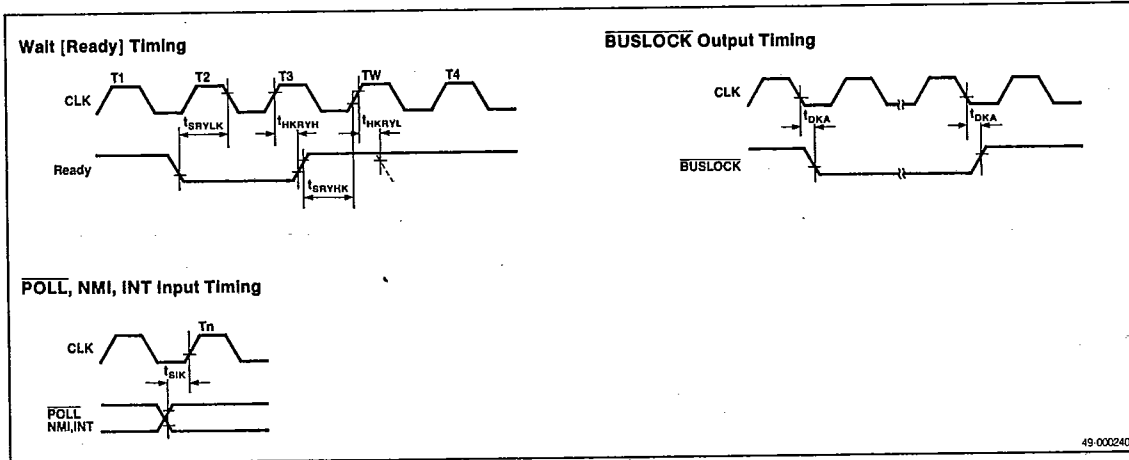 Wait [Ready] Timing
T1 T2 T3 TW T4
CLK
tSRYLK tHKRYH tHKRYL
Ready
tSRYHK
BUSLOCK Output Timing
CLK
tDKA tDKA
BUSLOCK
POLL, NMI, INT Input Timing
Tn
CLK
tSIK
POLL
NMI,INT
49-000240